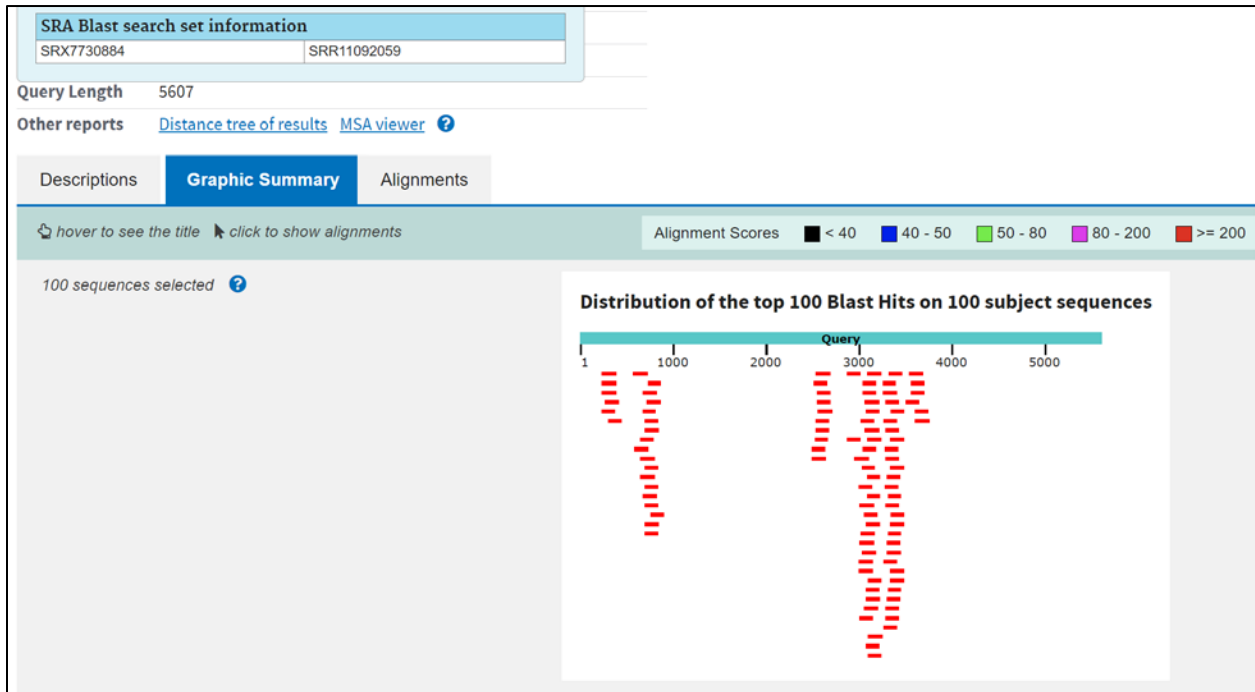 SRA Blast search set information
SRX7730884 SRR11092059
Query Length 5607
Other reports Distance tree of results MSA viewer ?
Descriptions Graphic Summary Alignments
hover to see the title click to show alignments Alignment Scores < 40 40 - 50 50 - 80 80 - 200 >= 200
100 sequences selected ?
Distribution of the top 100 Blast Hits on 100 subject sequences
Query
1 1000 2000 3000 4000 5000